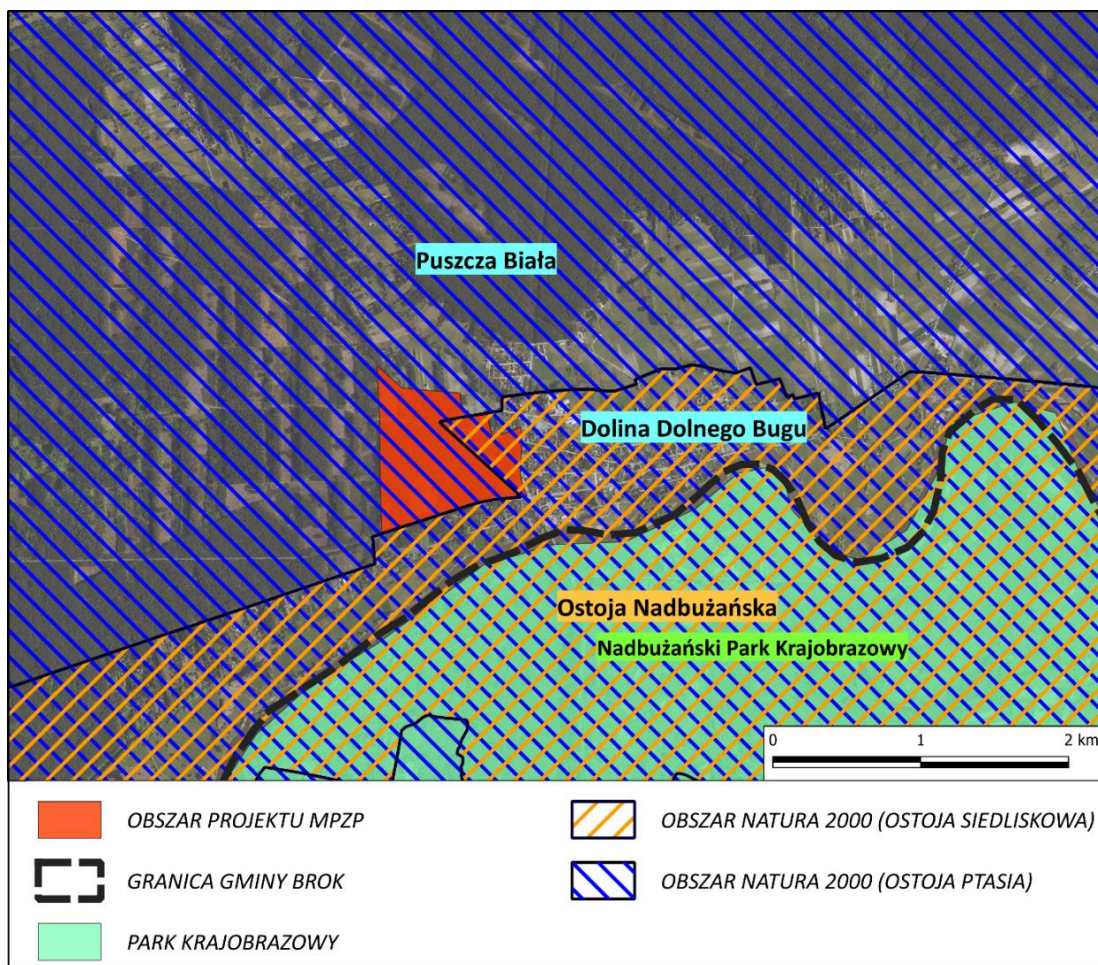 Puszcza Biała
Dolina Dolnego Bugu
Ostoja Nadbużańska
Nadbużański Park Krajobrazowy
0 1 2 km
OBSZAR PROJEKTU MPZP
OBSZAR NATURA 2000 (OSTOJA SIEDLISKOWA)
GRANICA GMINY BROK
OBSZAR NATURA 2000 (OSTOJA PTASIA)
PARK KRAJOBRAZOWY